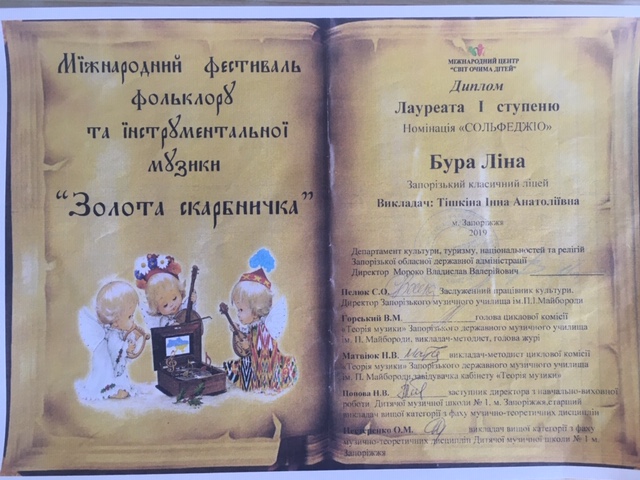 Міжнародний фестиваль
фольклору
та інструментальної
музики
“Золота скарбничка”
МІЖНАРОДНИЙ ЦЕНТР
“СВІТ ОЧИМА ДІТЕЙ”
Диплом
Лауреата І ступеню
Номінація «СОЛЬФЕДЖІО»
Бура Ліна
Запорізький класичний ліцей
Викладач: Тішкіна Інна Анатоліївна
м. Запоріжжя
2019
Департамент культури, туризму, національностей та релігій
Запорізької обласної державної адміністрації
Директор Мороко Владислав Валерійович
Пелюк С.О. Заслужений працівник культури.
Директор Запорізького музичного училища ім.П.І.Майбороди
Горський В.М. голова циклової комісії
«Теорія музики» Запорізького державного музичного училища
ім. П. Майбороди, викладач-методист, голова журі
Матвіюк Н.В. викладач-методист циклової комісії
«Теорія музики» Запорізького державного музичного училища
ім. П. Майбороди,завідувачка кабінету «Теорія музики»
Попова Н.В. заступник директора з навчально-виховної
роботи Дитячої музичної школи № 1. м. Запоріжжя,старший
викладач вищої категорії з фаху музично-теоретичних дисциплін
О.М. викладач вищої категорії з фаху
музично-теоретичних дисциплін Дитячої музичної школи № 1 м.
Запоріжжя